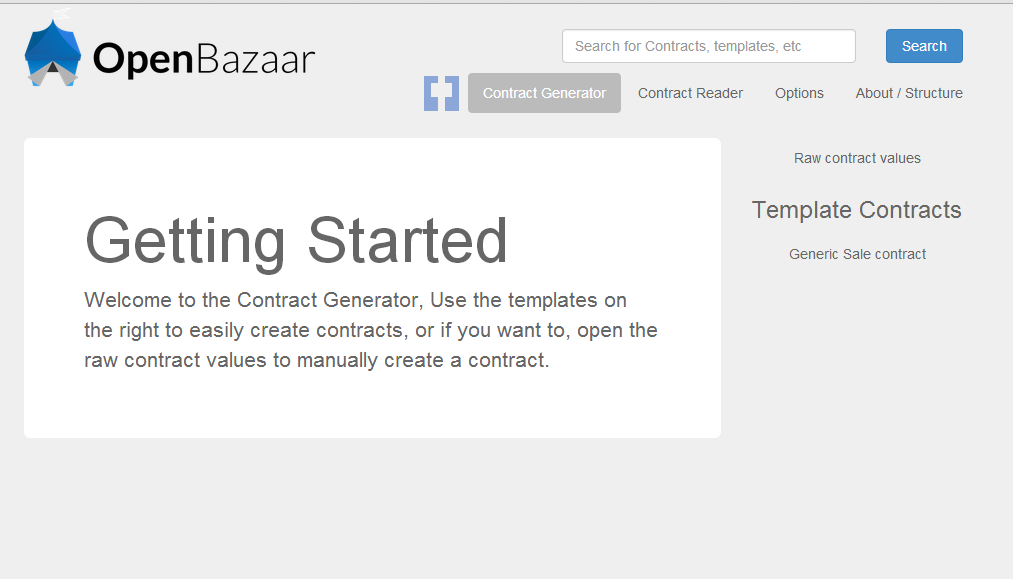 OpenBazaar
Search for Contracts, templates, etc
Search
Contract Generator
Contract Reader
Options
About / Structure
Getting Started
Welcome to the Contract Generator, Use the templates on
the right to easily create contracts, or if you want to, open the
raw contract values to manually create a contract.
Raw contract values
Template Contracts
Generic Sale contract